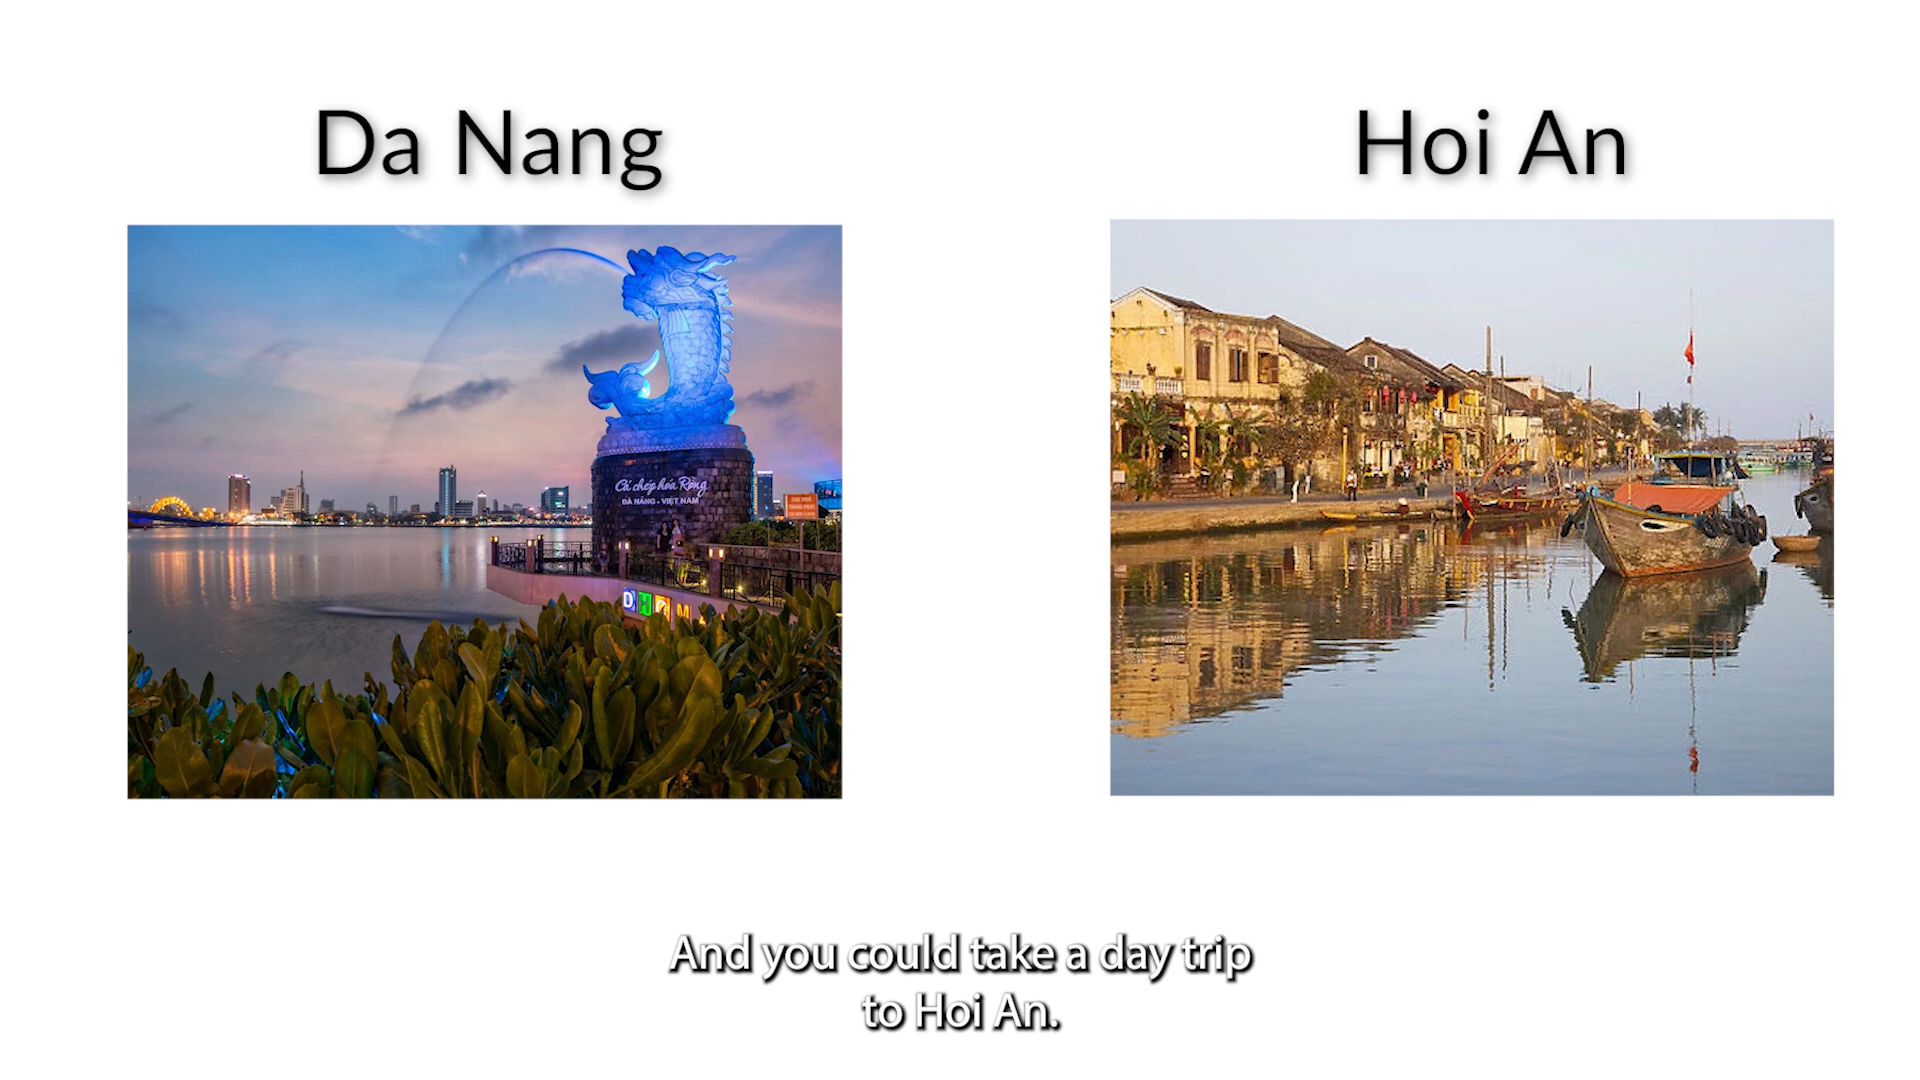 Da Nang
Hoi An
Cá chép hóa Rồng
ĐÀ NẴNG - VIỆT NAM
DHC
And you could take a day trip
to Hoi An.